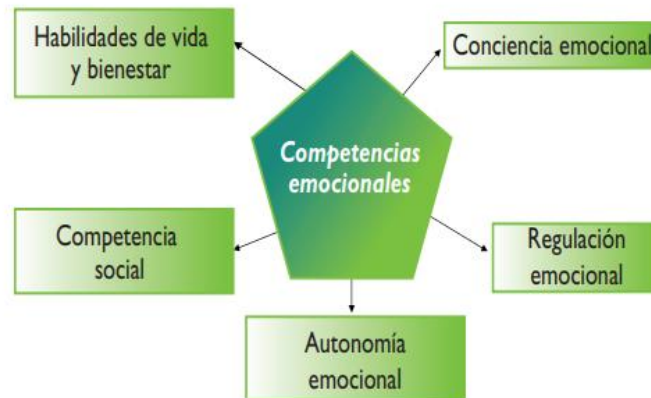 Habilidades de vida
y bienestar
Conciencia emocional
Competencias
emocionales
Competencia
social
Regulación
emocional
Autonomía
emocional